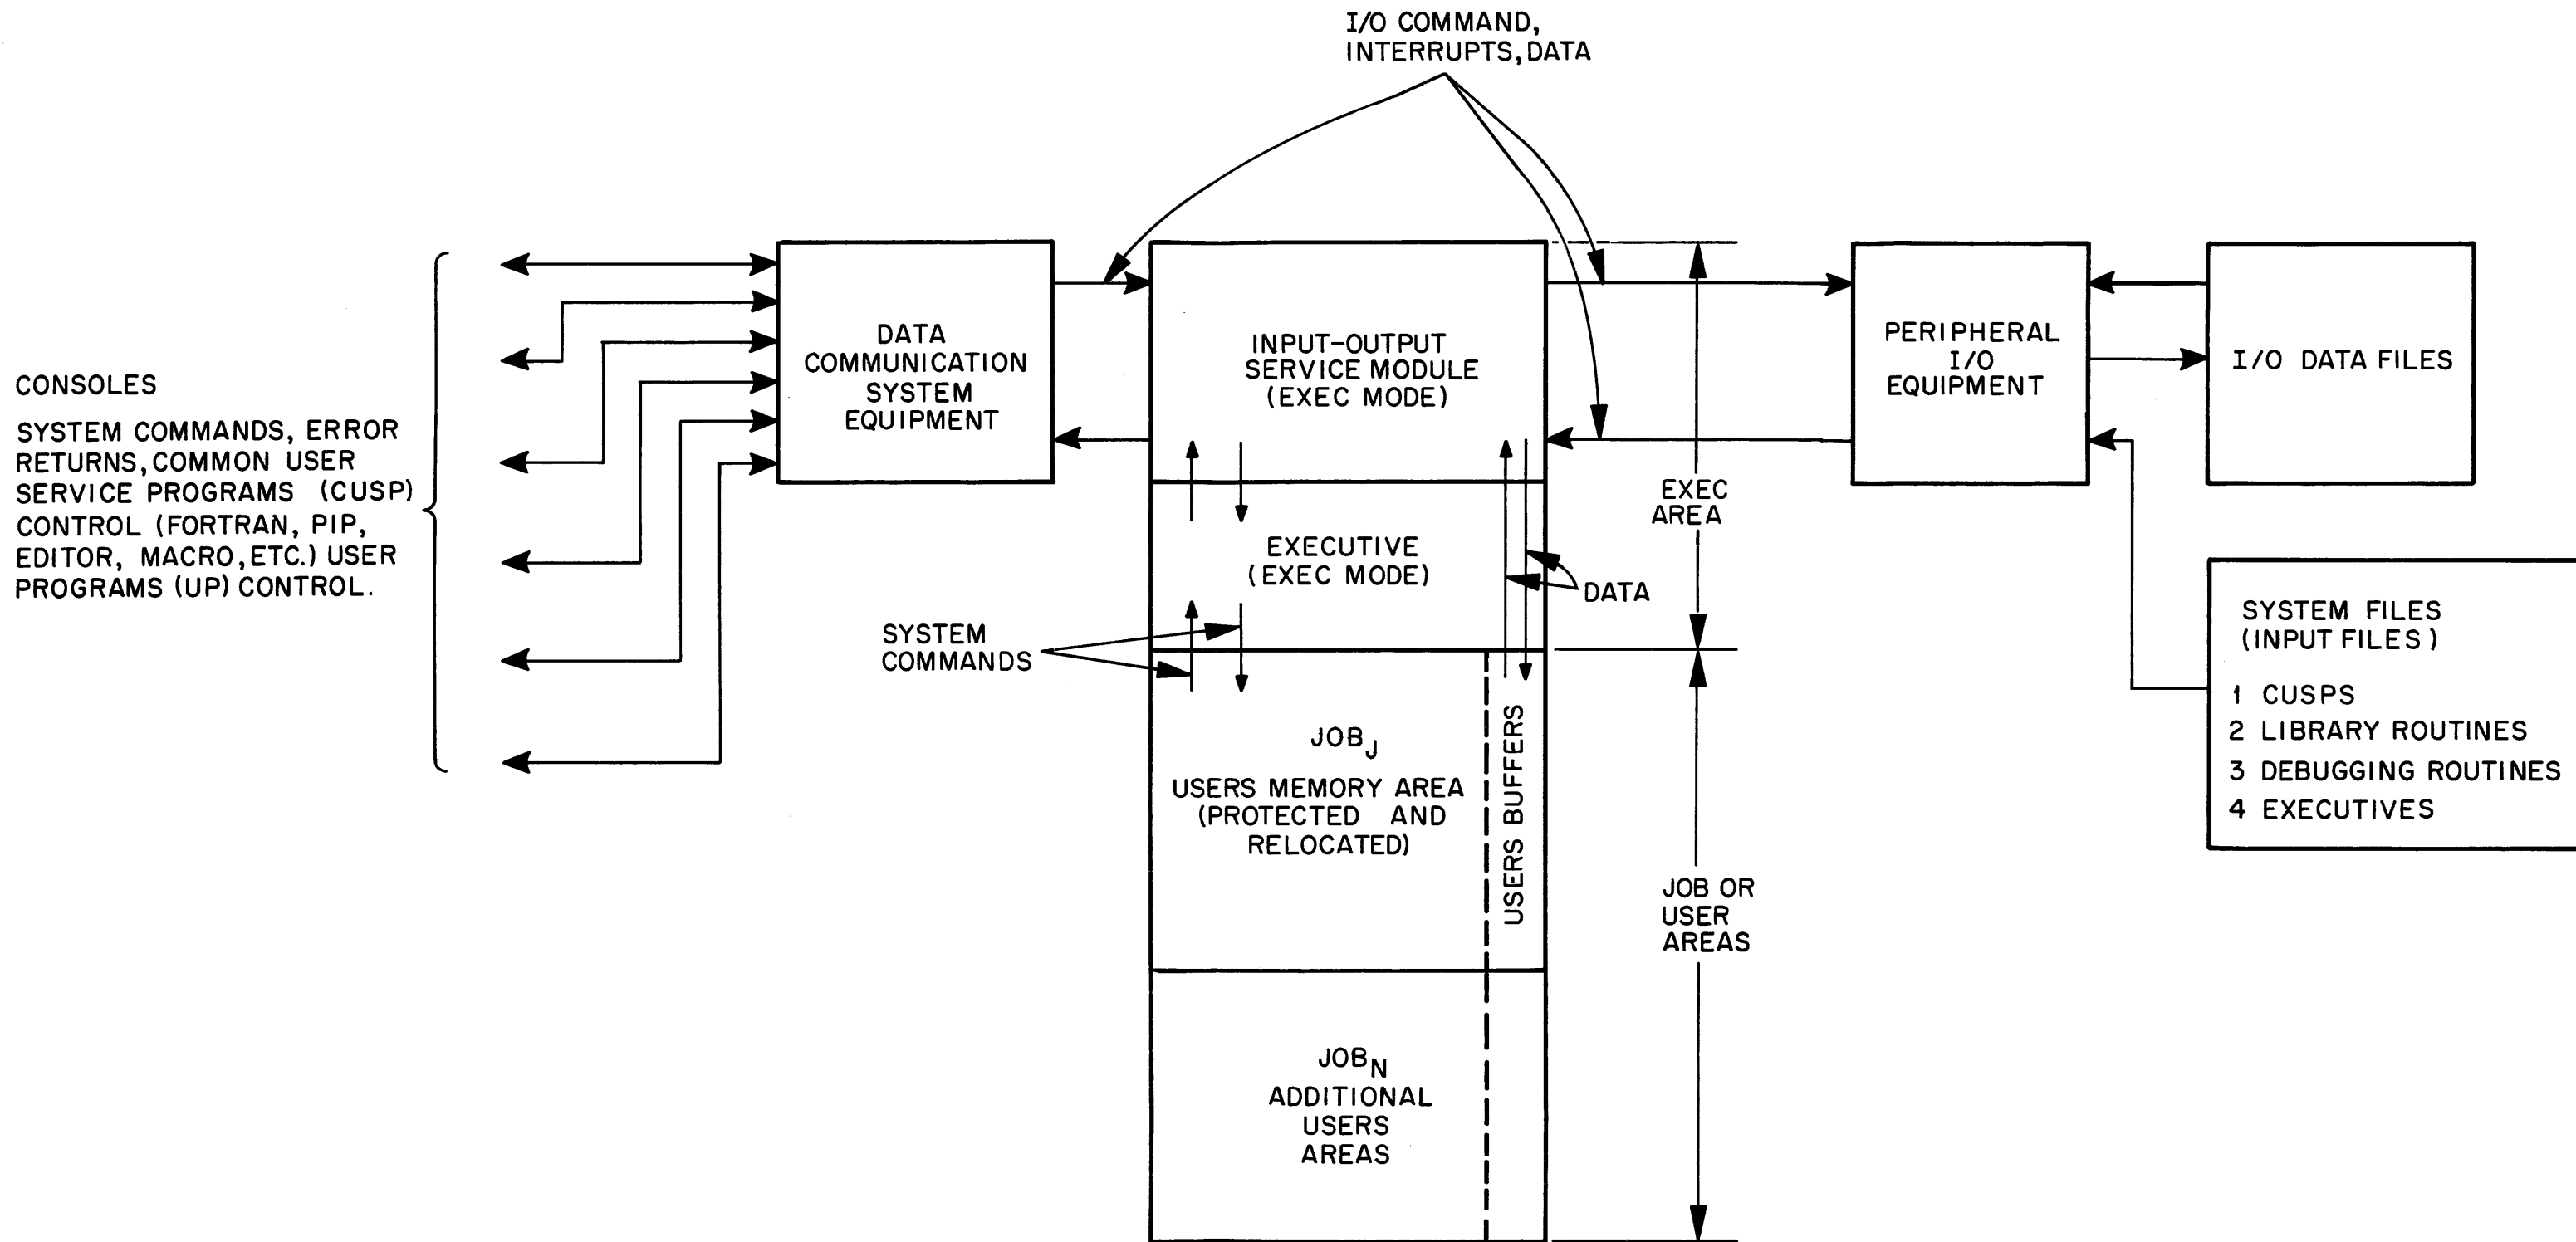 I/O COMMAND,
INTERRUPTS, DATA
CONSOLES
SYSTEM COMMANDS, ERROR
RETURNS, COMMON USER
SERVICE PROGRAMS (CUSP)
CONTROL (FORTRAN, PIP,
EDITOR, MACRO, ETC.) USER
PROGRAMS (UP) CONTROL.
DATA
COMMUNICATION
SYSTEM
EQUIPMENT
INPUT-OUTPUT
SERVICE MODULE
(EXEC MODE)
EXECUTIVE
(EXEC MODE)
DATA
SYSTEM
COMMANDS
JOBJ
USERS MEMORY AREA
(PROTECTED AND
RELOCATED)
USERS BUFFERS
JOBN
ADDITIONAL
USERS
AREAS
EXEC
AREA
JOB OR
USER
AREAS
PERIPHERAL
I/O
EQUIPMENT
I/O DATA FILES
SYSTEM FILES
(INPUT FILES)
1 CUSPS
2 LIBRARY ROUTINES
3 DEBUGGING ROUTINES
4 EXECUTIVES